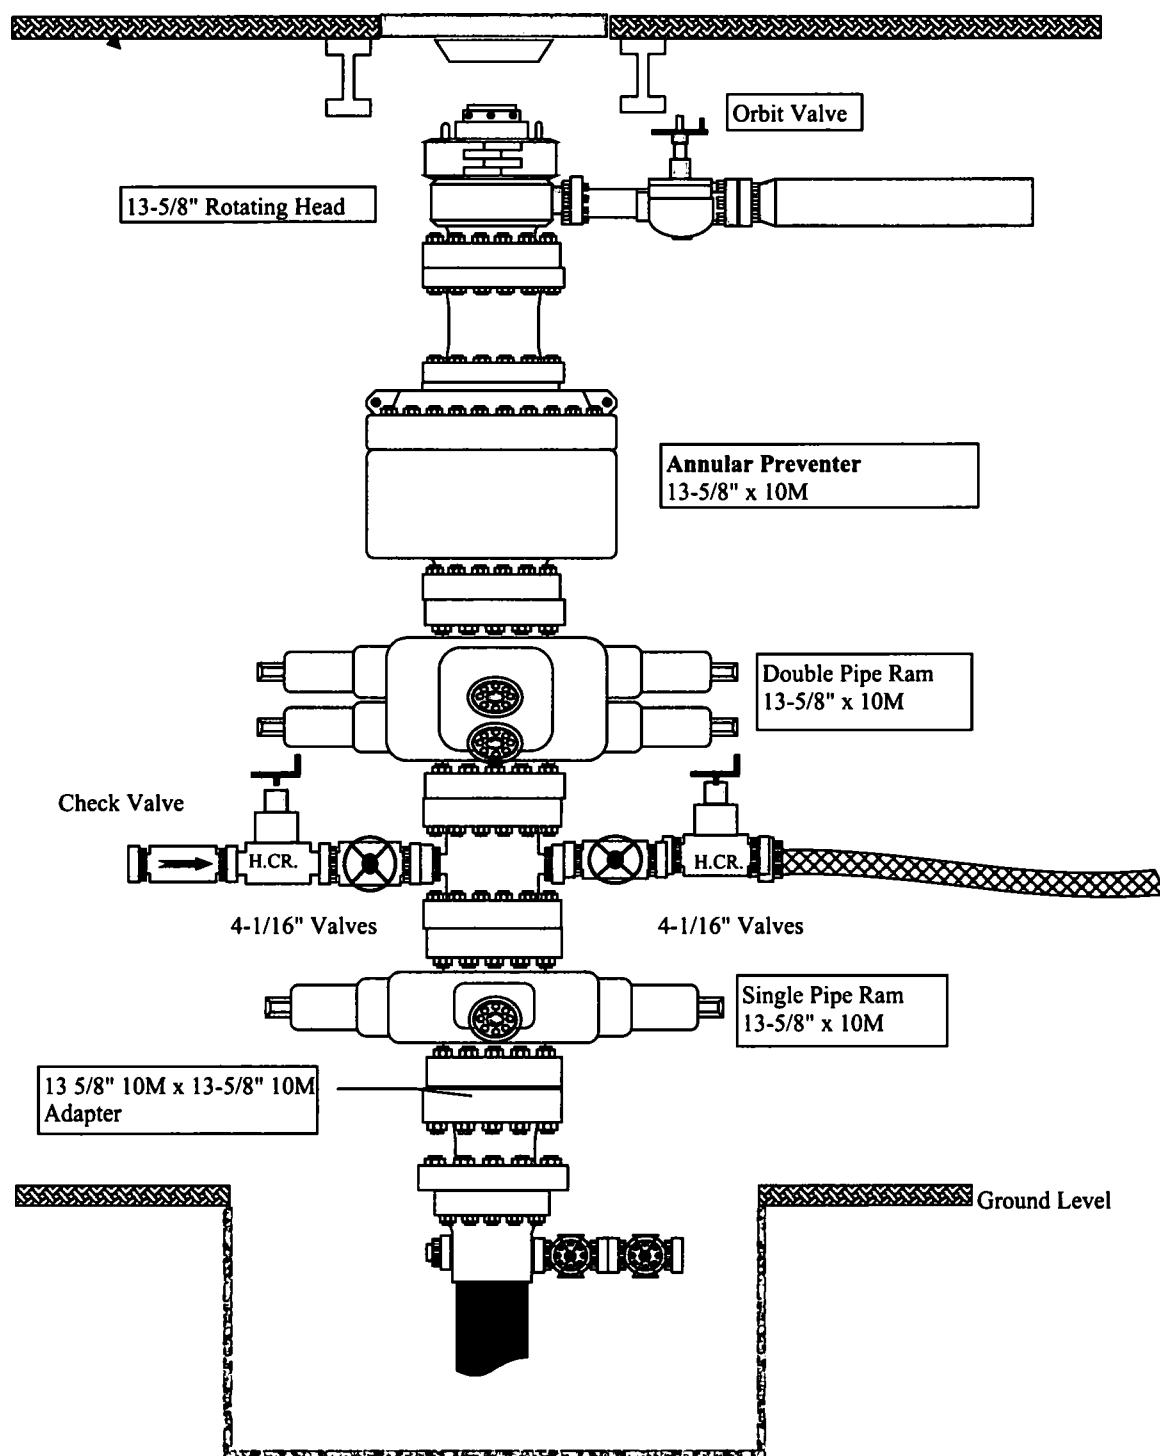 Orbit Valve
13-5/8" Rotating Head
Annular Preventer
13-5/8" x 10M
Double Pipe Ram
13-5/8" x 10M
Check Valve
H.CR.
H.CR.
4-1/16" Valves
4-1/16" Valves
Single Pipe Ram
13-5/8" x 10M
13 5/8" 10M x 13-5/8" 10M
Adapter
Ground Level